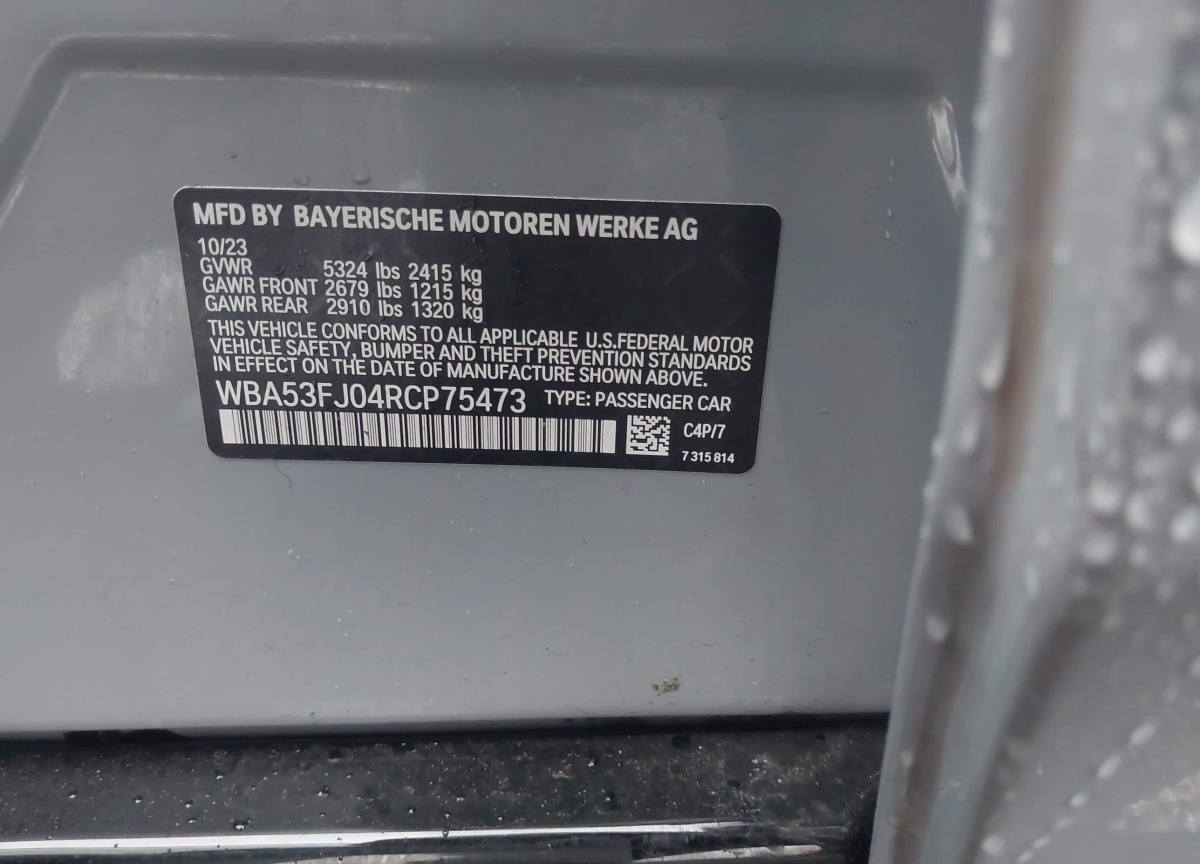 MFD BY BAYERISCHE MOTOREN WERKE AG
10/23
GVWR 5324 lbs 2415 kg
GAWR FRONT 2679 lbs 1215 kg
GAWR REAR 2910 lbs 1320 kg
THIS VEHICLE CONFORMS TO ALL APPLICABLE U.S.FEDERAL MOTOR
VEHICLE SAFETY, BUMPER AND THEFT PREVENTION STANDARDS
IN EFFECT ON THE DATE OF MANUFACTURE SHOWN ABOVE.
WBA53FJ04RCP75473 TYPE: PASSENGER CAR
C4P/7
7 315 814